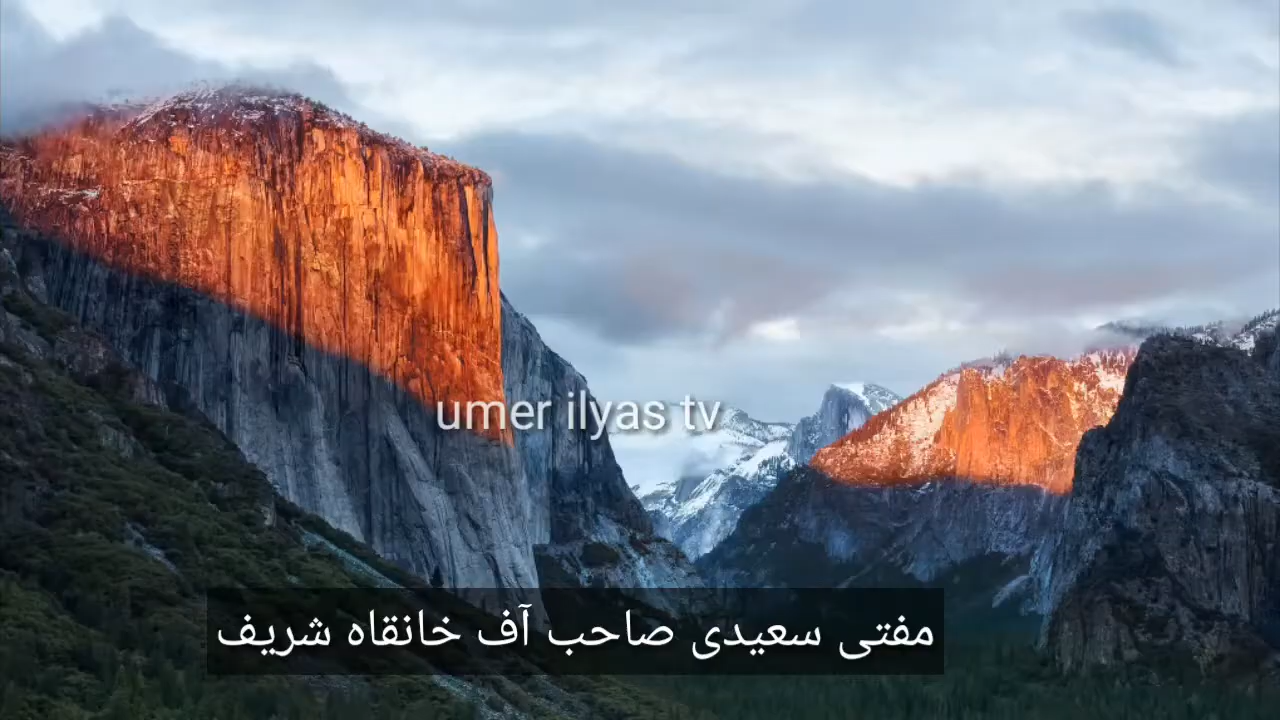 umer ilyas tv
مفتی سعیدی صاحب آف خانقاہ شریف